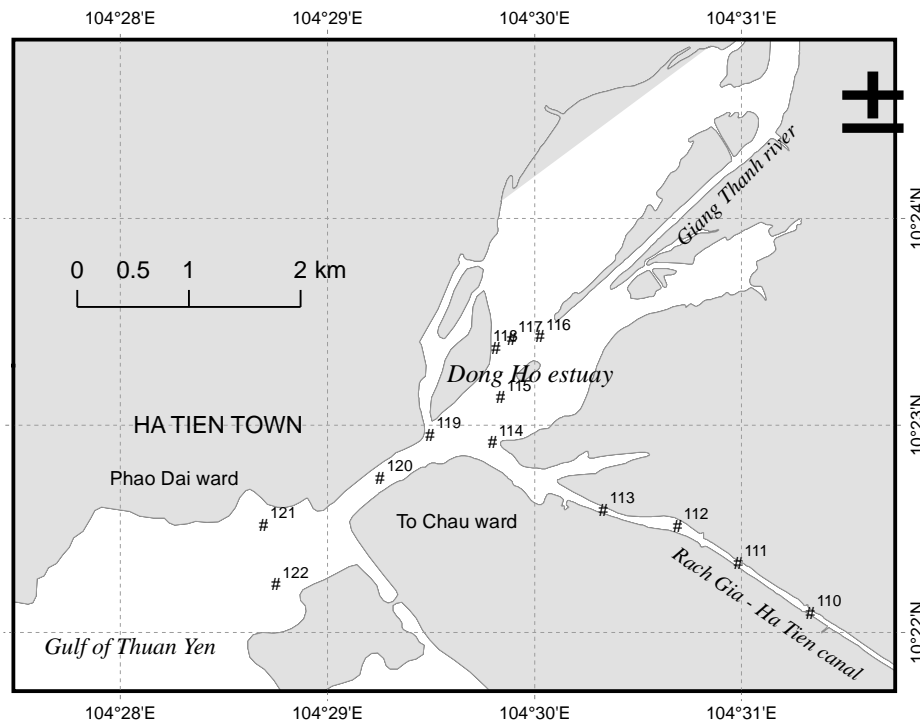 104°28'E 104°29'E 104°30'E 104°31'E
Giang Thanh river
10°24'N
0 0.5 1 2 km
118 117 116
Dong Ho estuay
115
10°23'N
HA TIEN TOWN
119 114
120
Phao Dai ward
113
121 To Chau ward 112
111
122
110
Rach Gia - Ha Tien canal
Gulf of Thuan Yen
10°22'N
104°28'E 104°29'E 104°30'E 104°31'E